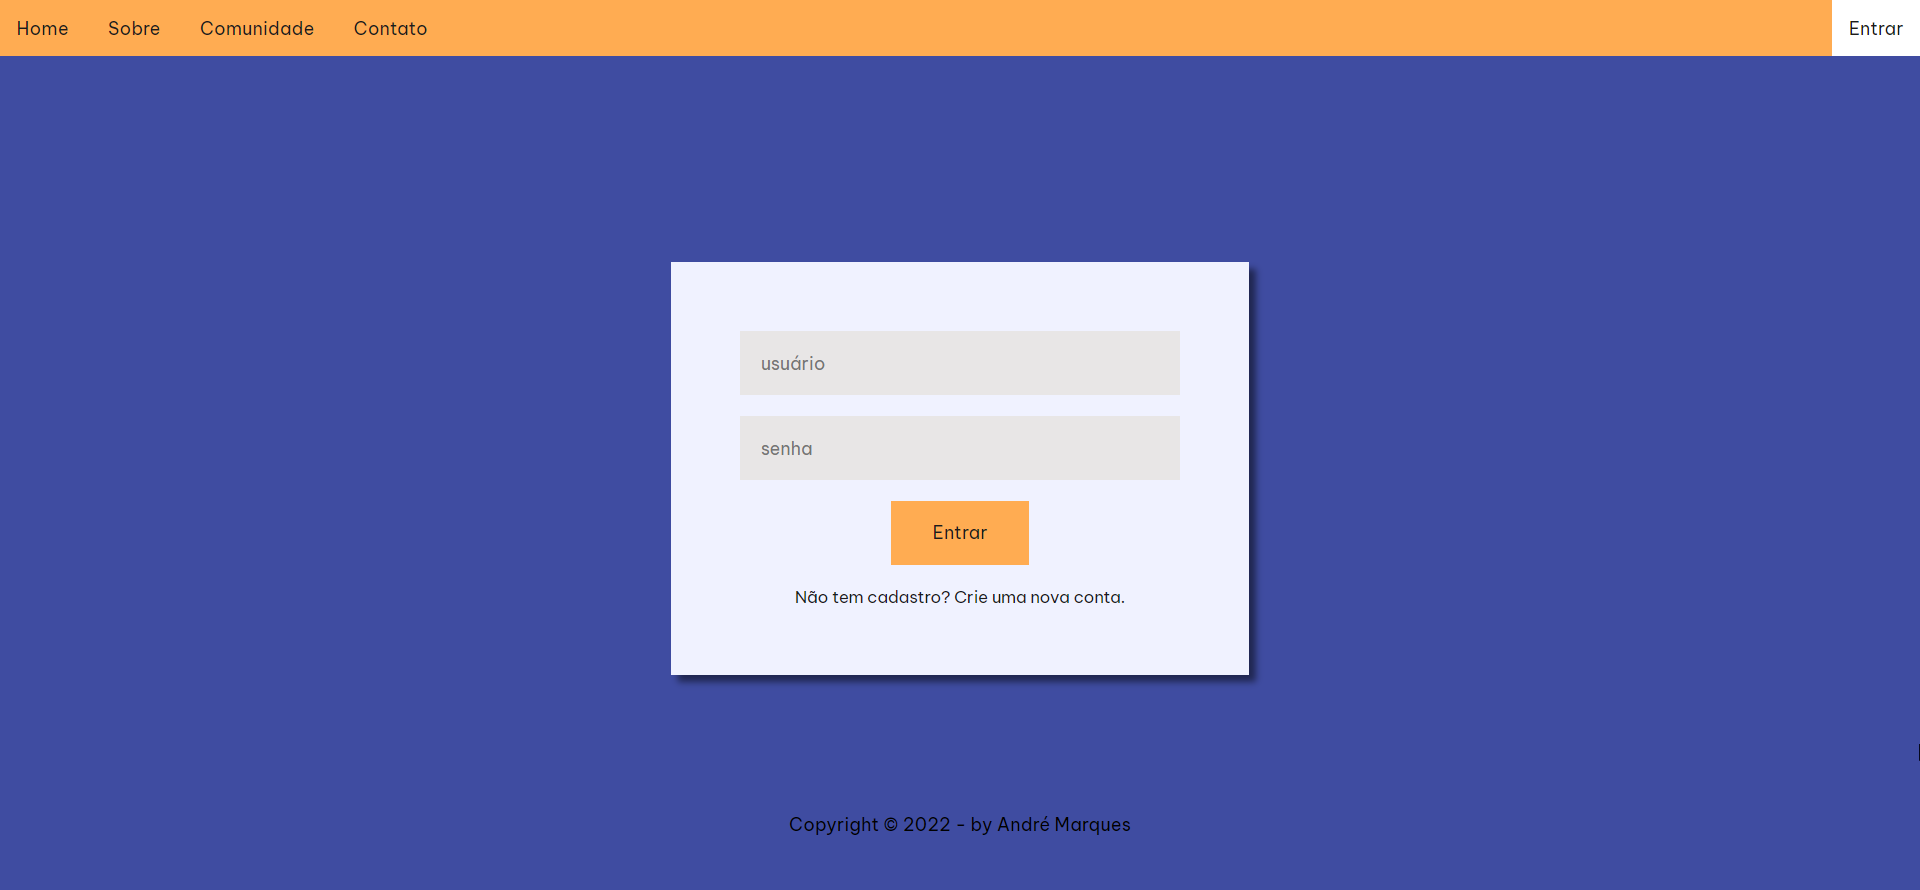 Home Sobre Comunidade Contato Entrar
usuário
senha
Entrar
Não tem cadastro? Crie uma nova conta.
Copyright © 2022 - by André Marques